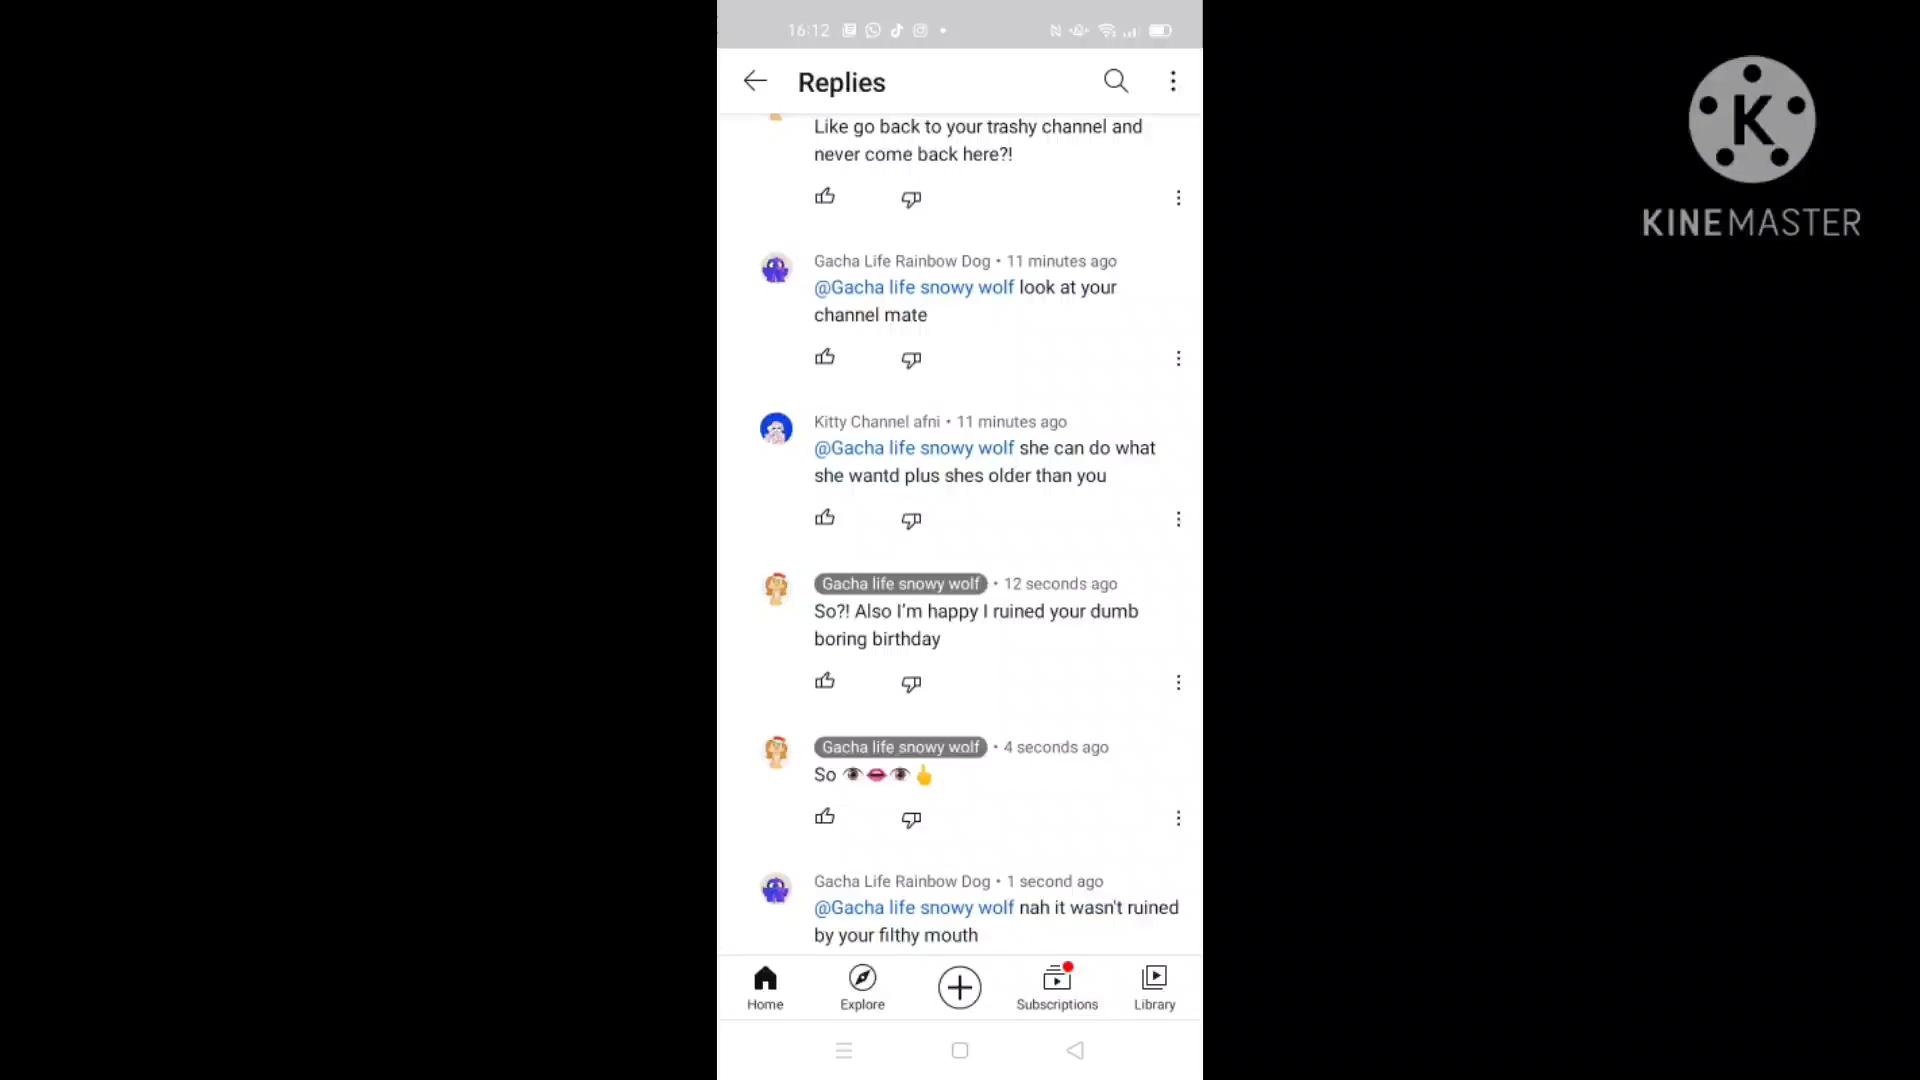 16:12
Replies
Like go back to your trashy channel and
never come back here?!
Gacha Life Rainbow Dog • 11 minutes ago
@Gacha life snowy wolf look at your
channel mate
Kitty Channel afni • 11 minutes ago
@Gacha life snowy wolf she can do what
she wantd plus shes older than you
Gacha life snowy wolf • 12 seconds ago
So?! Also I'm happy I ruined your dumb
boring birthday
Gacha life snowy wolf • 4 seconds ago
So 👁️👄👁️🖕
Gacha Life Rainbow Dog • 1 second ago
@Gacha life snowy wolf nah it wasn't ruined
by your filthy mouth
Home Explore Subscriptions Library
K
KINEMASTER